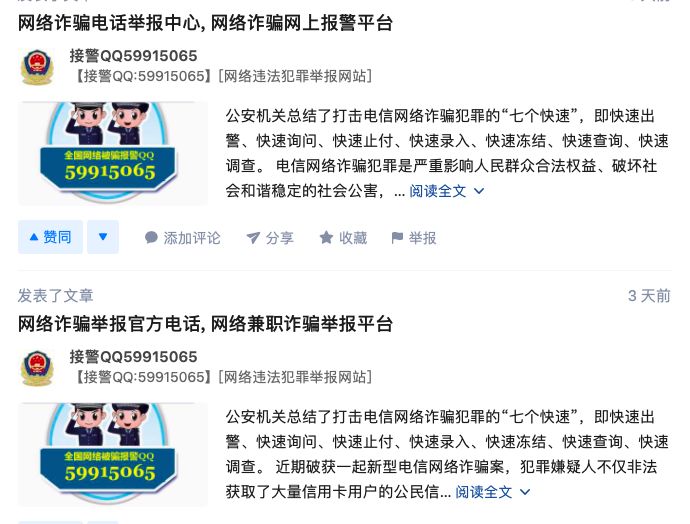 网络诈骗电话举报中心, 网络诈骗网上报警平台
接警QQ59915065
【接警QQ:59915065】[网络违法犯罪举报网站]
全国网络被骗报警QQ
59915065
公安机关总结了打击电信网络诈骗犯罪的“七个快速”，即快速出
警、快速询问、快速止付、快速录入、快速冻结、快速查询、快速
调查。 电信网络诈骗犯罪是严重影响人民群众合法权益、破坏社
会和谐稳定的社会公害，... 阅读全文
赞同
添加评论
分享
收藏
举报
发表了文章
3 天前
网络诈骗举报官方电话, 网络兼职诈骗举报平台
接警QQ59915065
【接警QQ:59915065】[网络违法犯罪举报网站]
全国网络被骗报警QQ
59915065
公安机关总结了打击电信网络诈骗犯罪的“七个快速”，即快速出
警、快速询问、快速止付、快速录入、快速冻结、快速查询、快速
调查。 近期破获一起新型电信网络诈骗案，犯罪嫌疑人不仅非法
获取了大量信用卡用户的公民信... 阅读全文